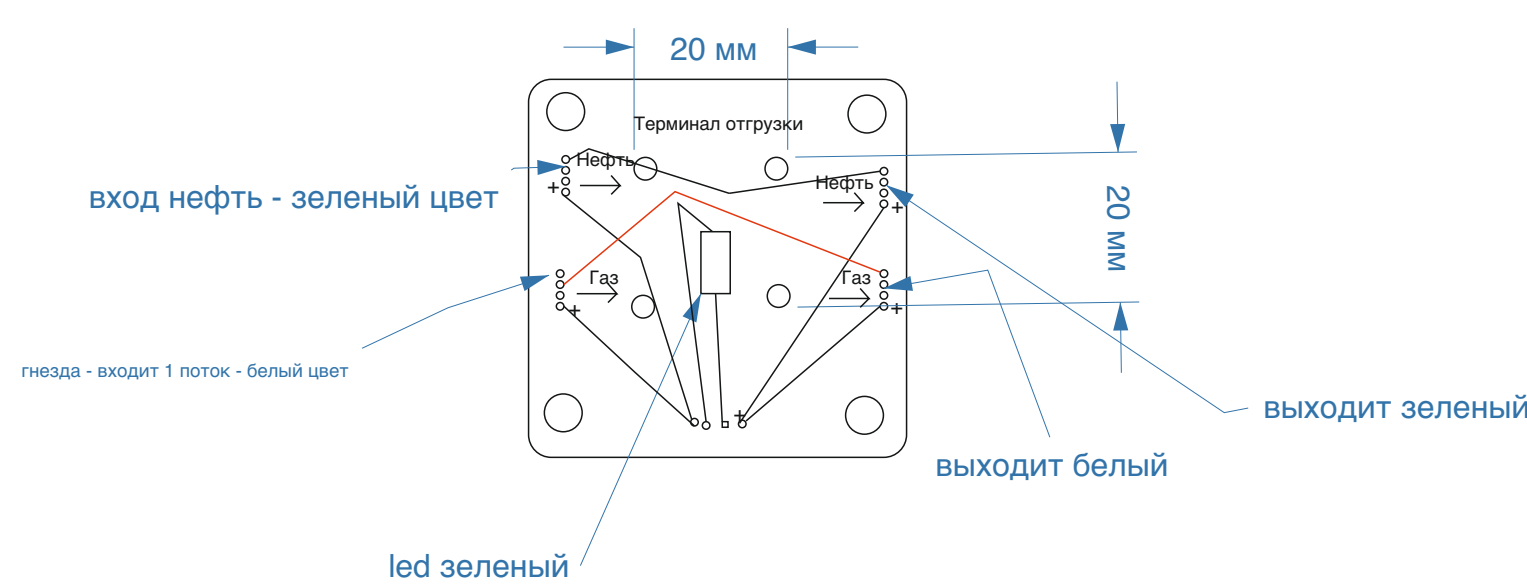 20 мм
Терминал отгрузки
Нефть
вход нефть - зеленый цвет
+
Нефть
+
20 мм
Газ
+
Газ
+
гнезда - входит 1 поток - белый цвет
+
выходит зеленый
выходит белый
led зеленый